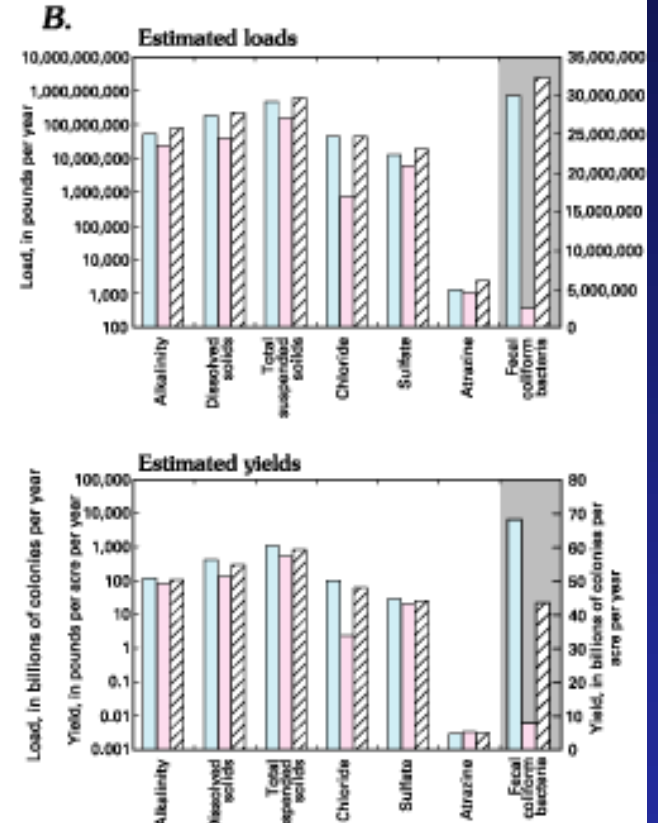 B.
Estimated loads
Load, in pounds per year
10,000,000,000
1,000,000,000
100,000,000
10,000,000
1,000,000
100,000
10,000
1,000
100
35,000,000
30,000,000
25,000,000
20,000,000
15,000,000
10,000,000
5,000,000
0
Alkalinity
Dissolved
solids
Total
suspended
solids
Chloride
Sulfate
Atrazine
Fecal
coliform
bacteria
Estimated yields
Load, in billions of colonies per year
Yield, in pounds per acre per year
100,000
10,000
1,000
100
10
1
0.1
0.01
0.001
80
70
60
50
40
30
20
10
0
Yield, in billions of colonies per
acre per year
Alkalinity
issolved
solids
Total
spended
solids
Chloride
Sulfate
Atrazine
Fecal
coliform
bacteria